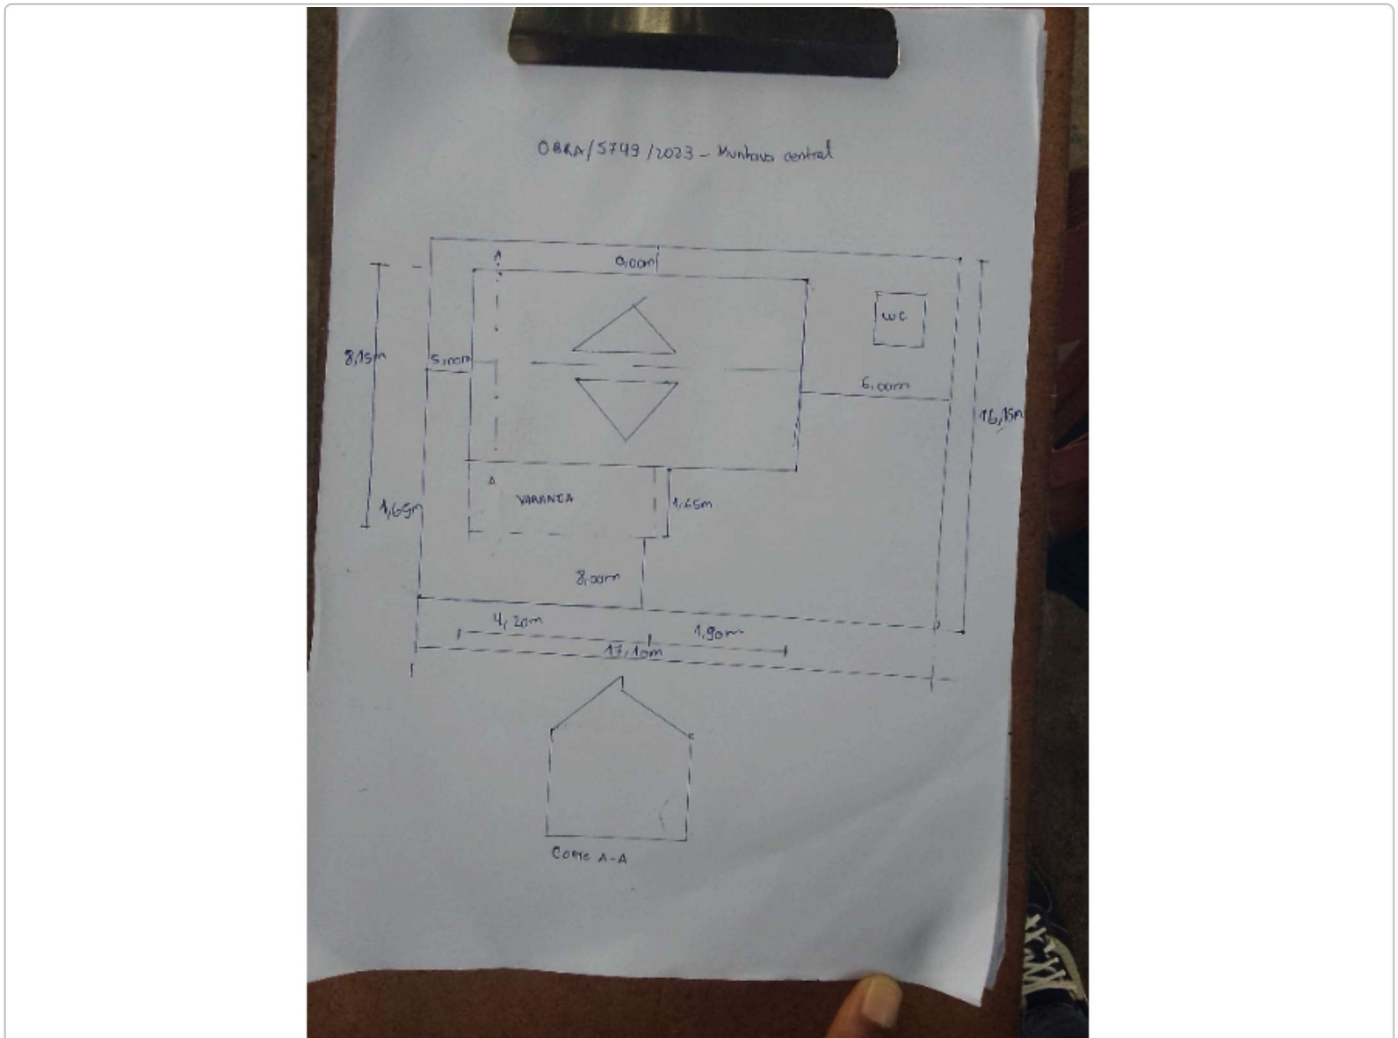 OBRA/5749/2023 - Muntava central
0,00m
WC
8,15m
5,00m
6,00m
16,15m
A
VARANDA
1,65m
1,65m
8,00m
4,20m
1,90m
17,10m
Corte A-A